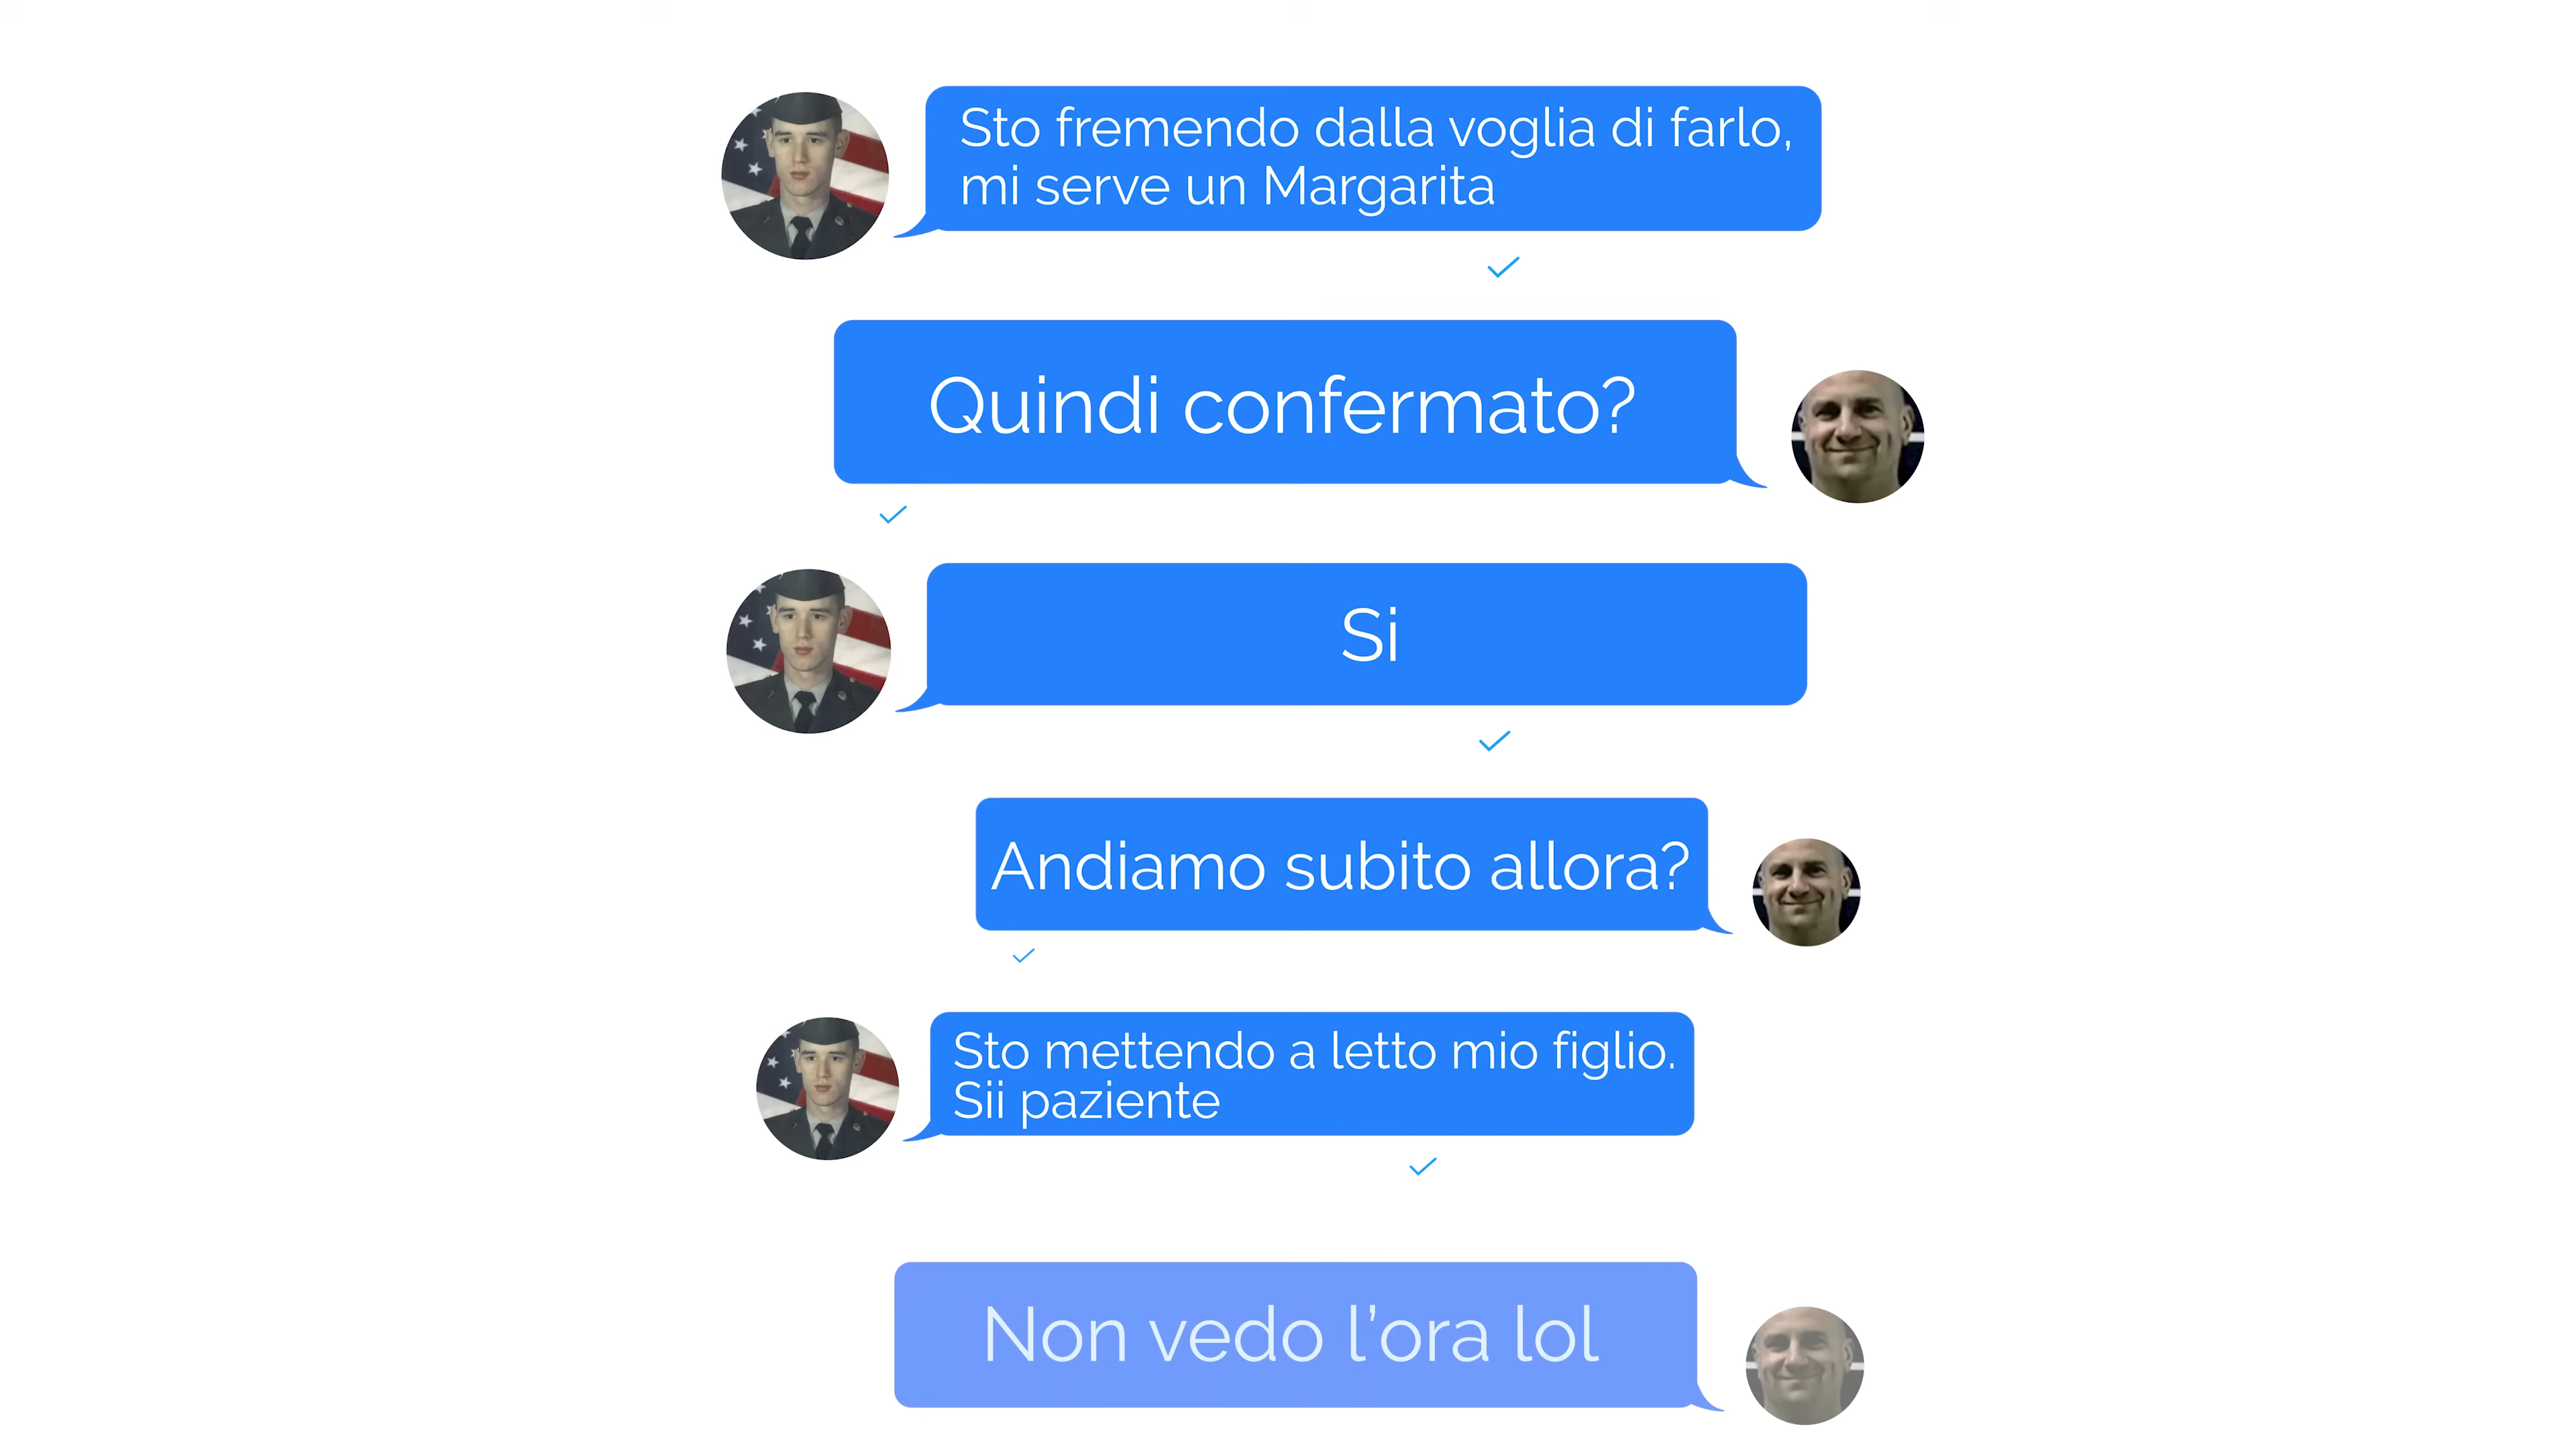 Sto fremendo dalla voglia di farlo,
mi serve un Margarita
Quindi confermato?
Si
Andiamo subito allora?
Sto mettendo a letto mio figlio.
Sii paziente
Non vedo l’ora lol